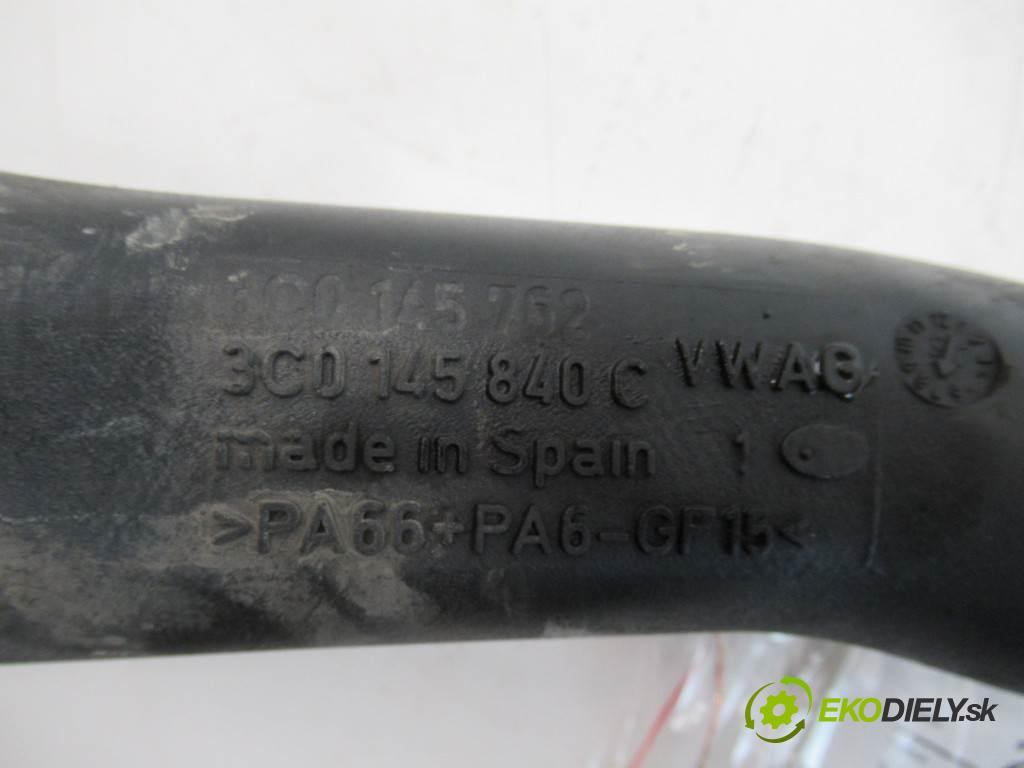 3C0 145 762
3C0 145 840 C VWAG
made in Spain 1
>PA66+PA6-GF15<
EKODIELY.sk